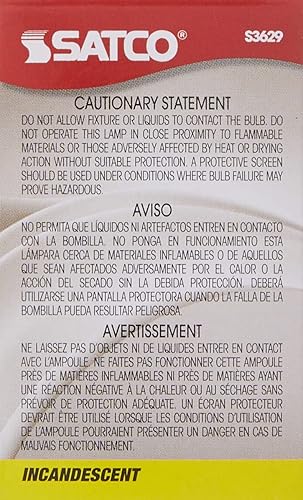 SATCO® S3629
CAUTIONARY STATEMENT
DO NOT ALLOW FIXTURE OR LIQUIDS TO CONTACT THE BULB. DO
NOT OPERATE THIS LAMP IN CLOSE PROXIMITY TO FLAMMABLE
MATERIALS OR THOSE ADVERSELY AFFECTED BY HEAT OR DRYING
ACTION WITHOUT SUITABLE PROTECTION. A PROTECTIVE SCREEN
SHOULD BE USED UNDER CONDITIONS WHERE BULB FAILURE MAY
PROVE HAZARDOUS.
AVISO
NO PERMITA QUE LÍQUIDOS NI ARTEFACTOS ENTREN EN CONTACTO
CON LA BOMBILLA. NO PONGA EN FUNCIONAMIENTO ESTA
LÁMPARA CERCA DE MATERIALES INFLAMABLES O DE AQUELLOS
QUE SEAN AFECTADOS ADVERSAMENTE POR EL CALOR O LA
ACCIÓN DEL SECADO SIN LA DEBIDA PROTECCIÓN. DEBERÁ
UTILIZARSE UNA PANTALLA PROTECTORA CUANDO LA FALLA DE LA
BOMBILLA PUEDA RESULTAR PELIGROSA.
AVERTISSEMENT
NE LAISSEZ PAS D'OBJETS NI DE LIQUIDES ENTRER EN CONTACT
AVEC L'AMPOULE. NE FAITES PAS FONCTIONNER CETTE AMPOULE
PRÈS DE MATIÈRES INFLAMMABLES NI PRÈS DE MATIÈRES AYANT
UNE RÉACTION NÉGATIVE À LA CHALEUR OU AU SÉCHAGE SANS
PRÉVOIR DE PROTECTION ADÉQUATE. UN ÉCRAN PROTECTEUR
DEVRAIT ÊTRE UTILISÉ LORSQUE LES CONDITIONS D'UTILISATION
DE L'AMPOULE POURRAIENT PRÉSENTER UN DANGER EN CAS DE
MAUVAIS FONCTIONNEMENT.
INCANDESCENT